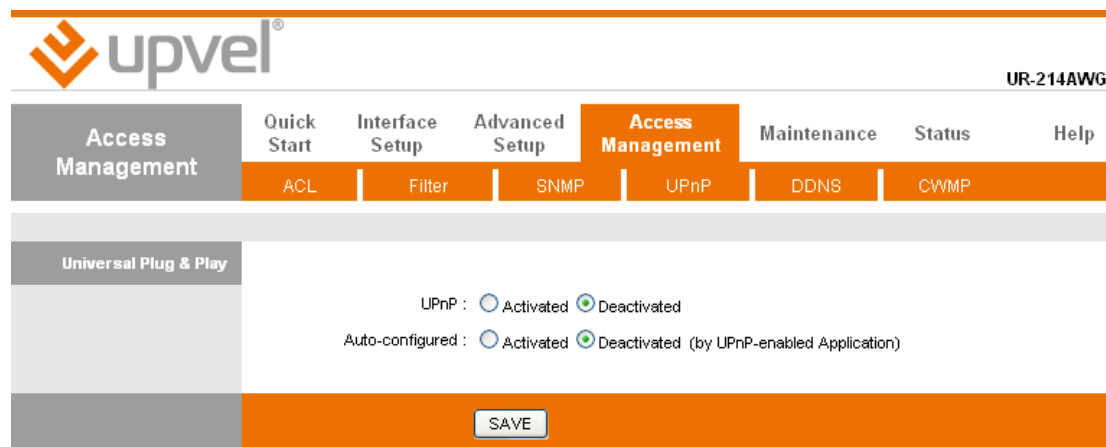 upvel®
UR-214AWG
Access Management
Quick Start
Interface Setup
Advanced Setup
Access Management
Maintenance
Status
Help
ACL
Filter
SNMP
UPnP
DDNS
CWMP
Universal Plug & Play
UPnP : Activated Deactivated
Auto-configured : Activated Deactivated (by UPnP-enabled Application)
SAVE